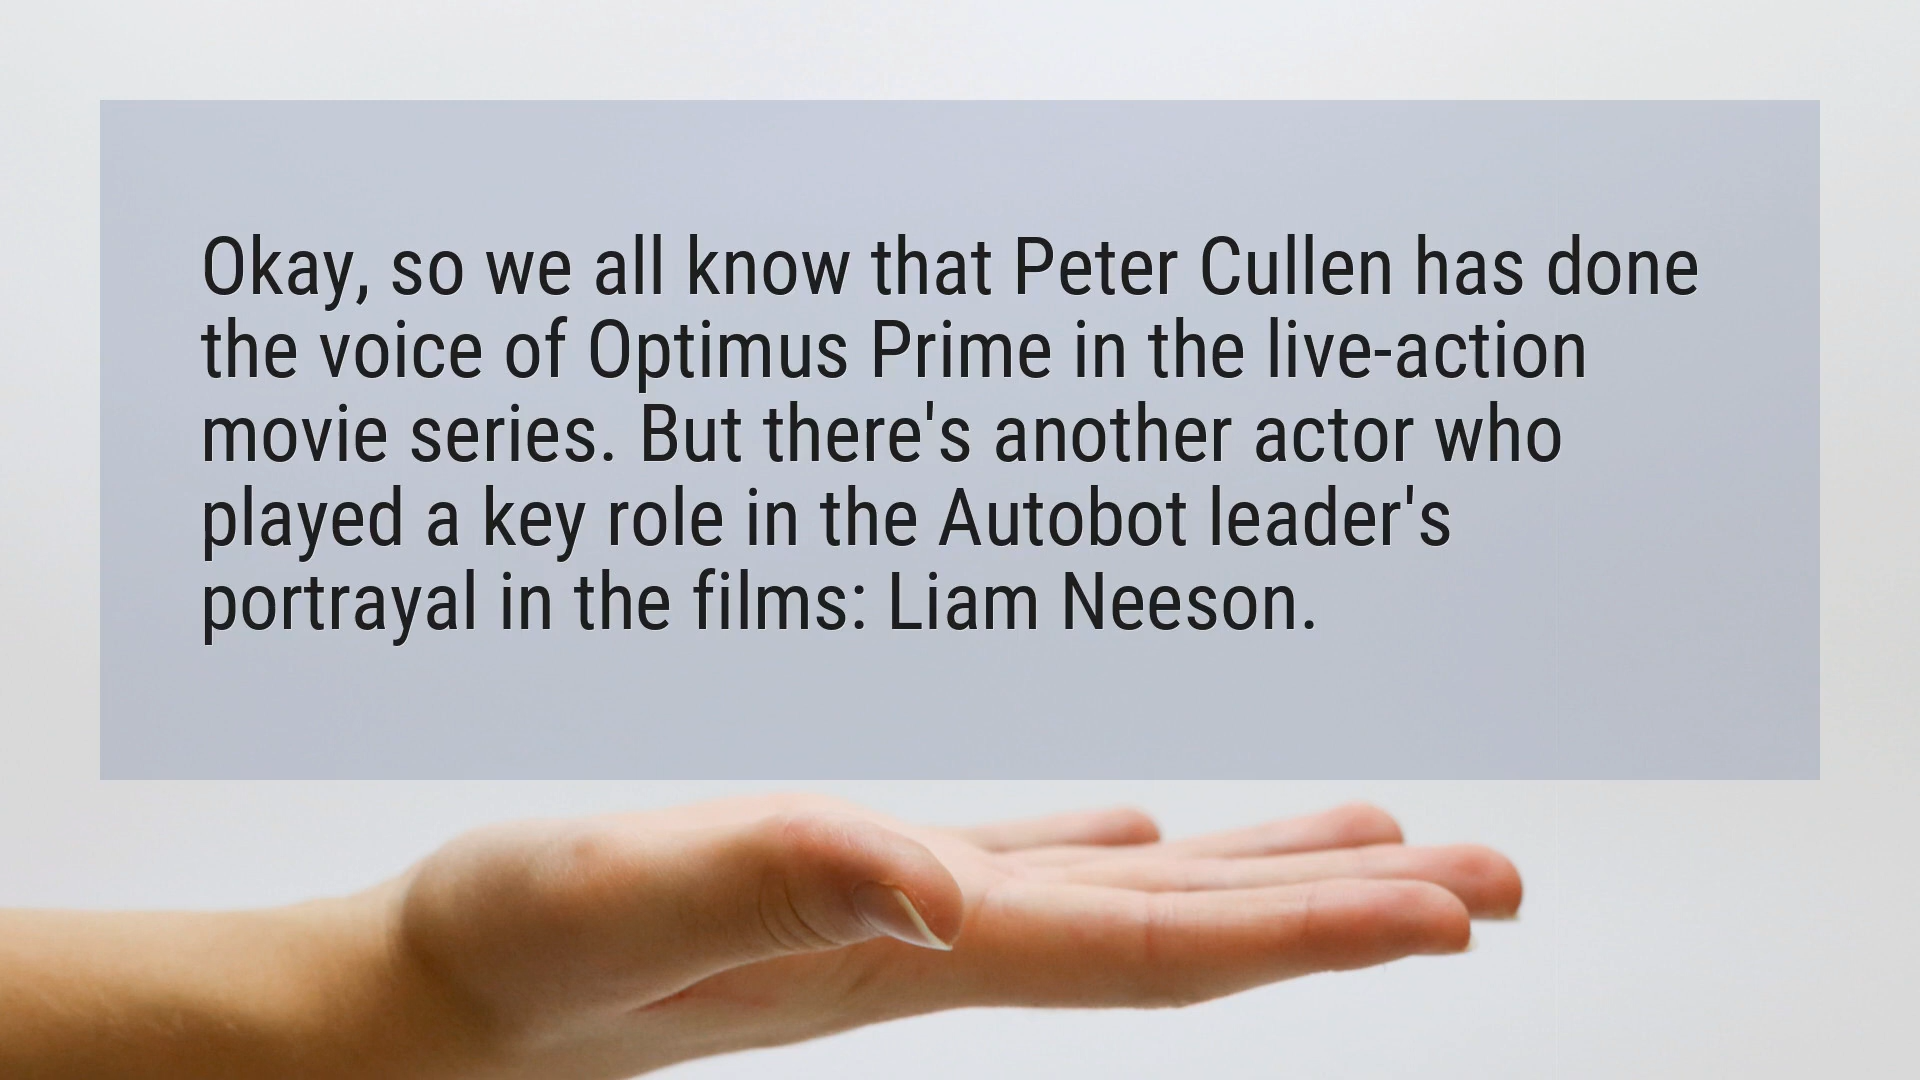 Okay, so we all know that Peter Cullen has done
the voice of Optimus Prime in the live-action
movie series. But there's another actor who
played a key role in the Autobot leader's
portrayal in the films: Liam Neeson.